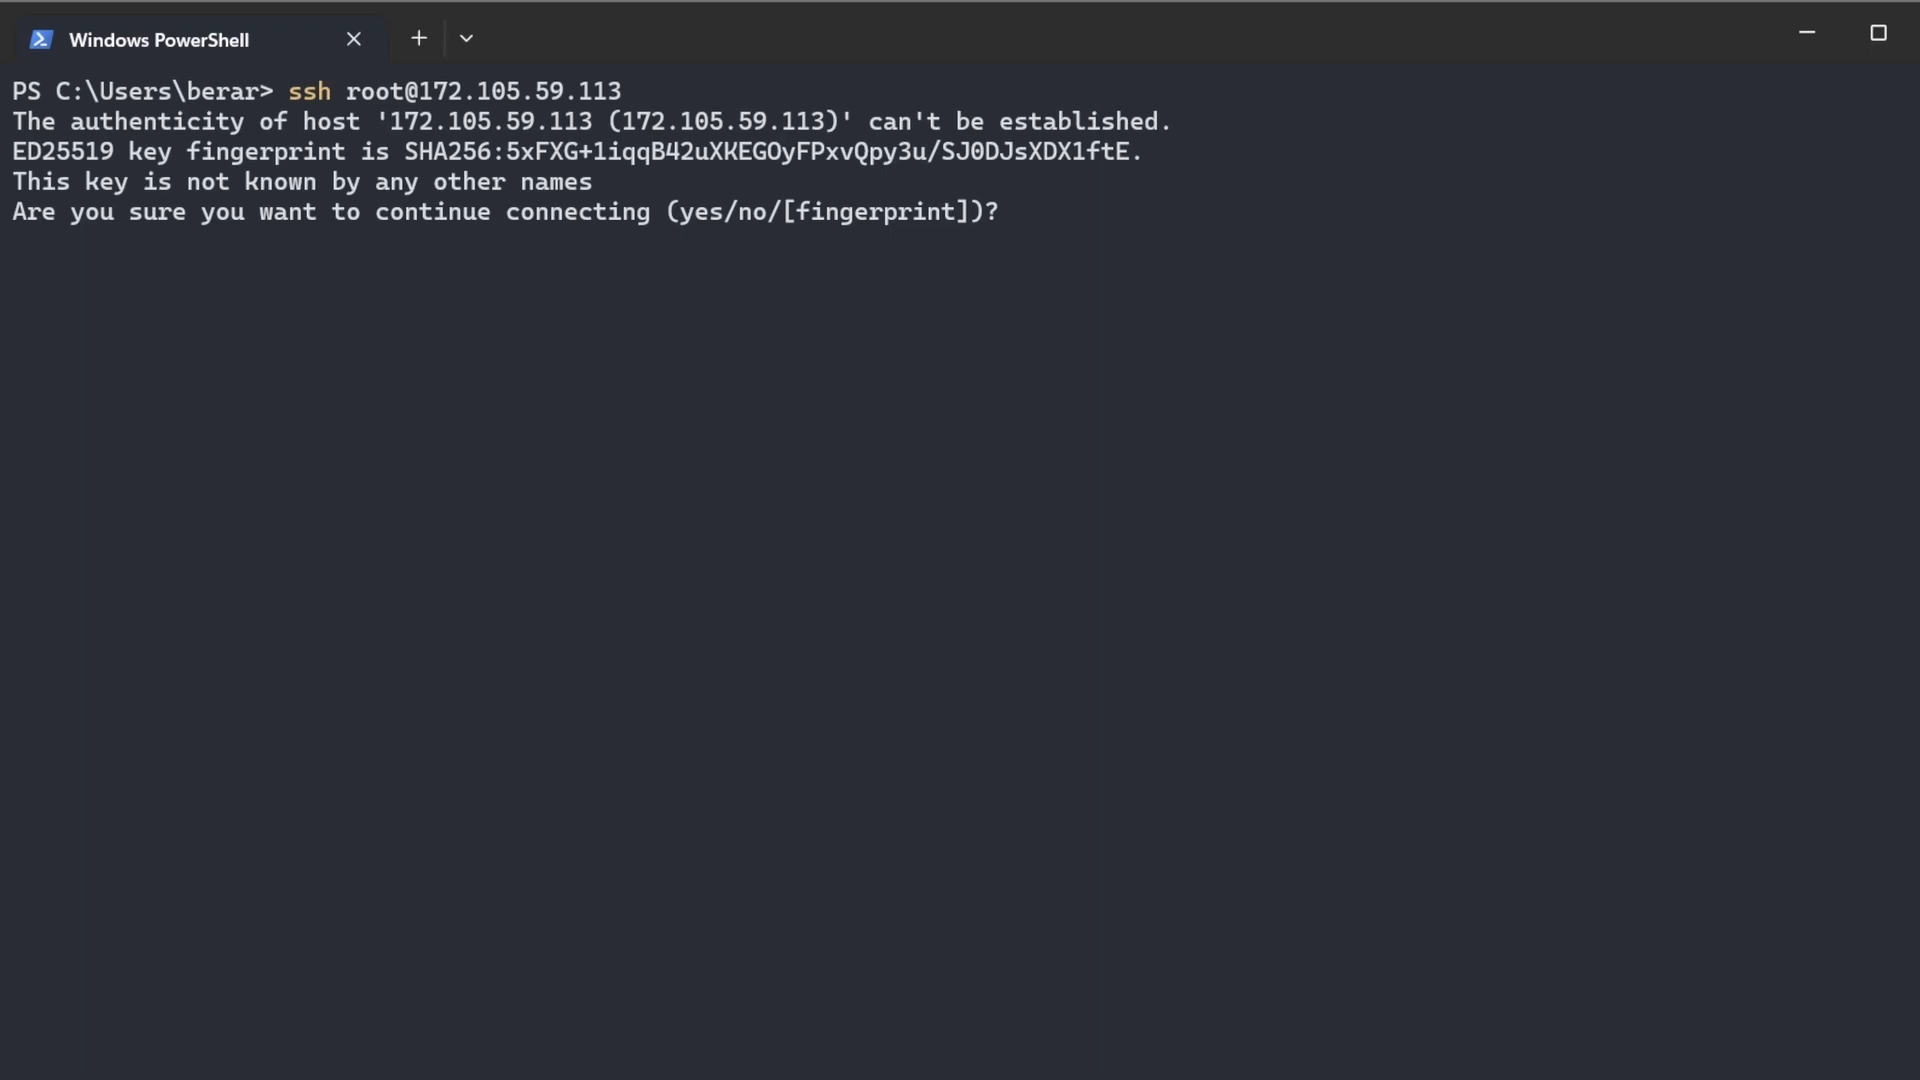 Windows PowerShell
PS C:\Users\berar> ssh root@172.105.59.113
The authenticity of host '172.105.59.113 (172.105.59.113)' can't be established.
ED25519 key fingerprint is SHA256:5xFXG+1iqqB42uXKEGOyFPxvQpy3u/SJ0DJsXDX1ftE.
This key is not known by any other names
Are you sure you want to continue connecting (yes/no/[fingerprint])?